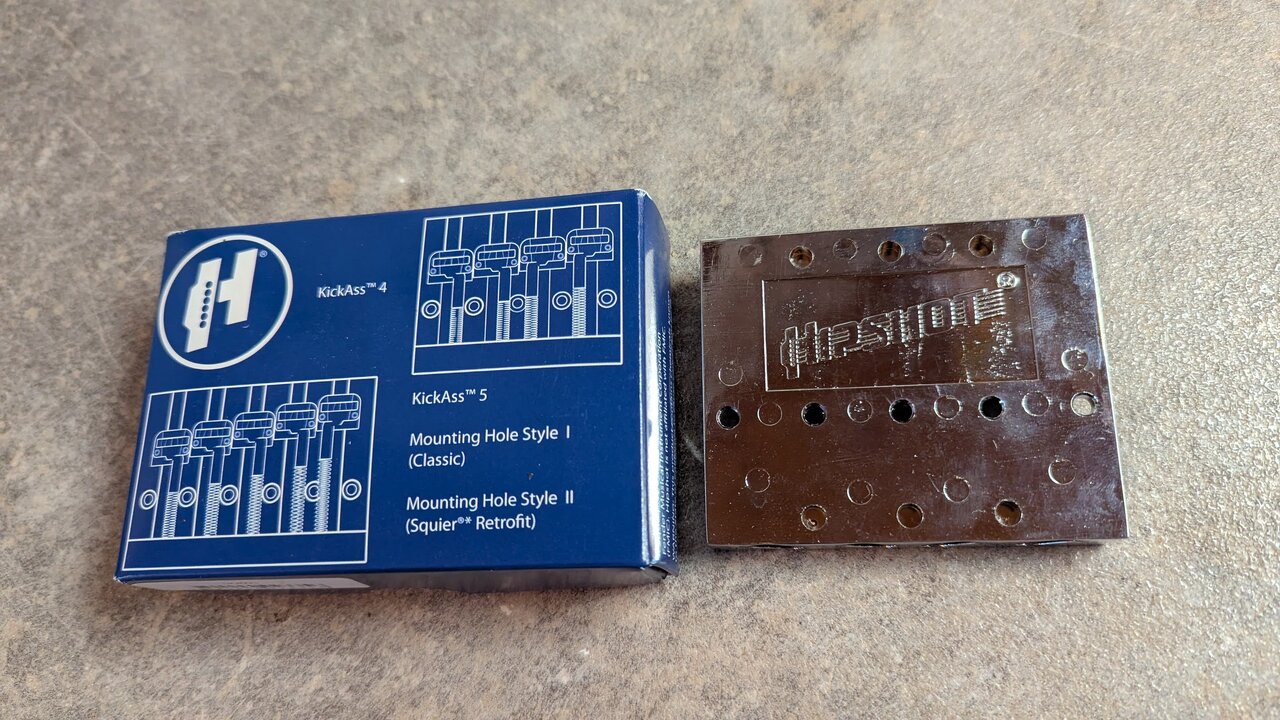 H®
KickAss™ 4
KickAss™ 5
Mounting Hole Style I
(Classic)
Mounting Hole Style II
(Squier®* Retrofit)
HIPSHOT®